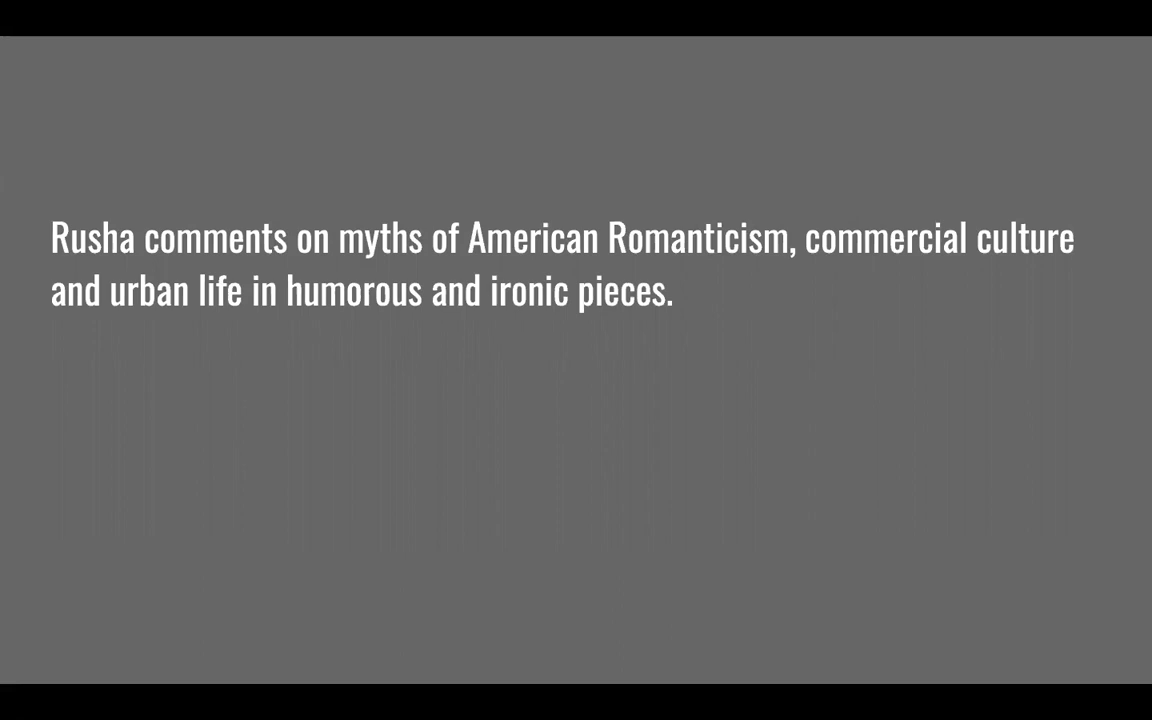 Rusha comments on myths of American Romanticism, commercial culture
and urban life in humorous and ironic pieces.